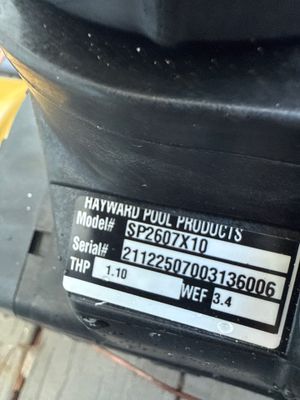 HAYWARD POOL PRODUCTS
Model# SP2607X10
Serial# 21122507003136006
THP 1.10 WEF 3.4